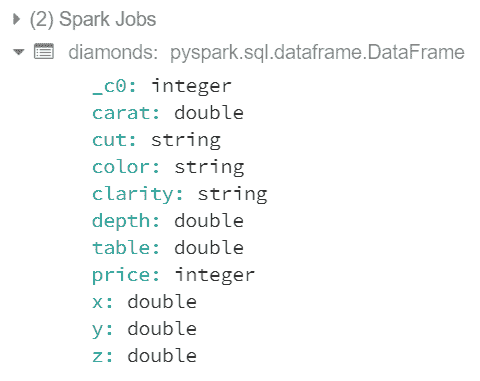 (2) Spark Jobs
diamonds: pyspark.sql.dataframe.DataFrame
_c0: integer
carat: double
cut: string
color: string
clarity: string
depth: double
table: double
price: integer
x: double
y: double
z: double